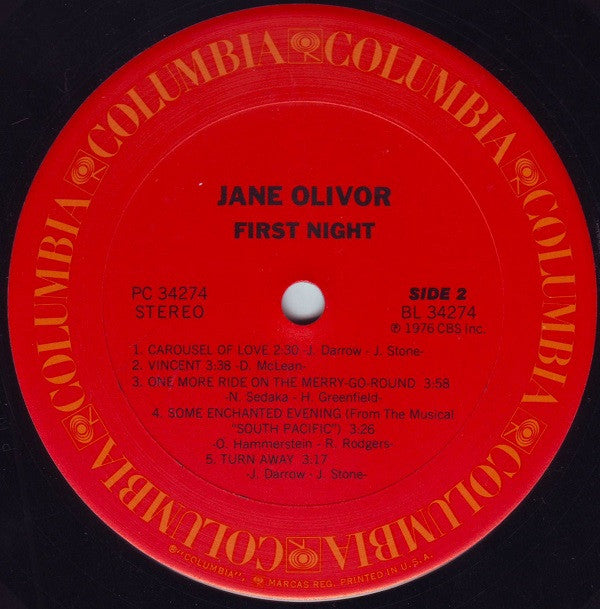 COLUMBIA COLUMBIA COLUMBIA COLUMBIA COLUMBIA COLUMBIA
JANE OLIVOR
FIRST NIGHT
PC 34274
STEREO
SIDE 2
BL 34274
℗ 1976 CBS Inc.
1. CAROUSEL OF LOVE 2:30 J. Darrow - J. Stone-
2. VINCENT 3:38 -D. McLean-
3. ONE MORE RIDE ON THE MERRY-GO-ROUND 3:58
-N. Sedaka - H. Greenfield-
4. SOME ENCHANTED EVENING (From The Musical
"SOUTH PACIFIC") 3:26
-O. Hammerstein - R. Rodgers-
5. TURN AWAY 3:17
-J. Darrow - J. Stone-
®"COLUMBIA", MARCAS REG. PRINTED IN U.S.A.